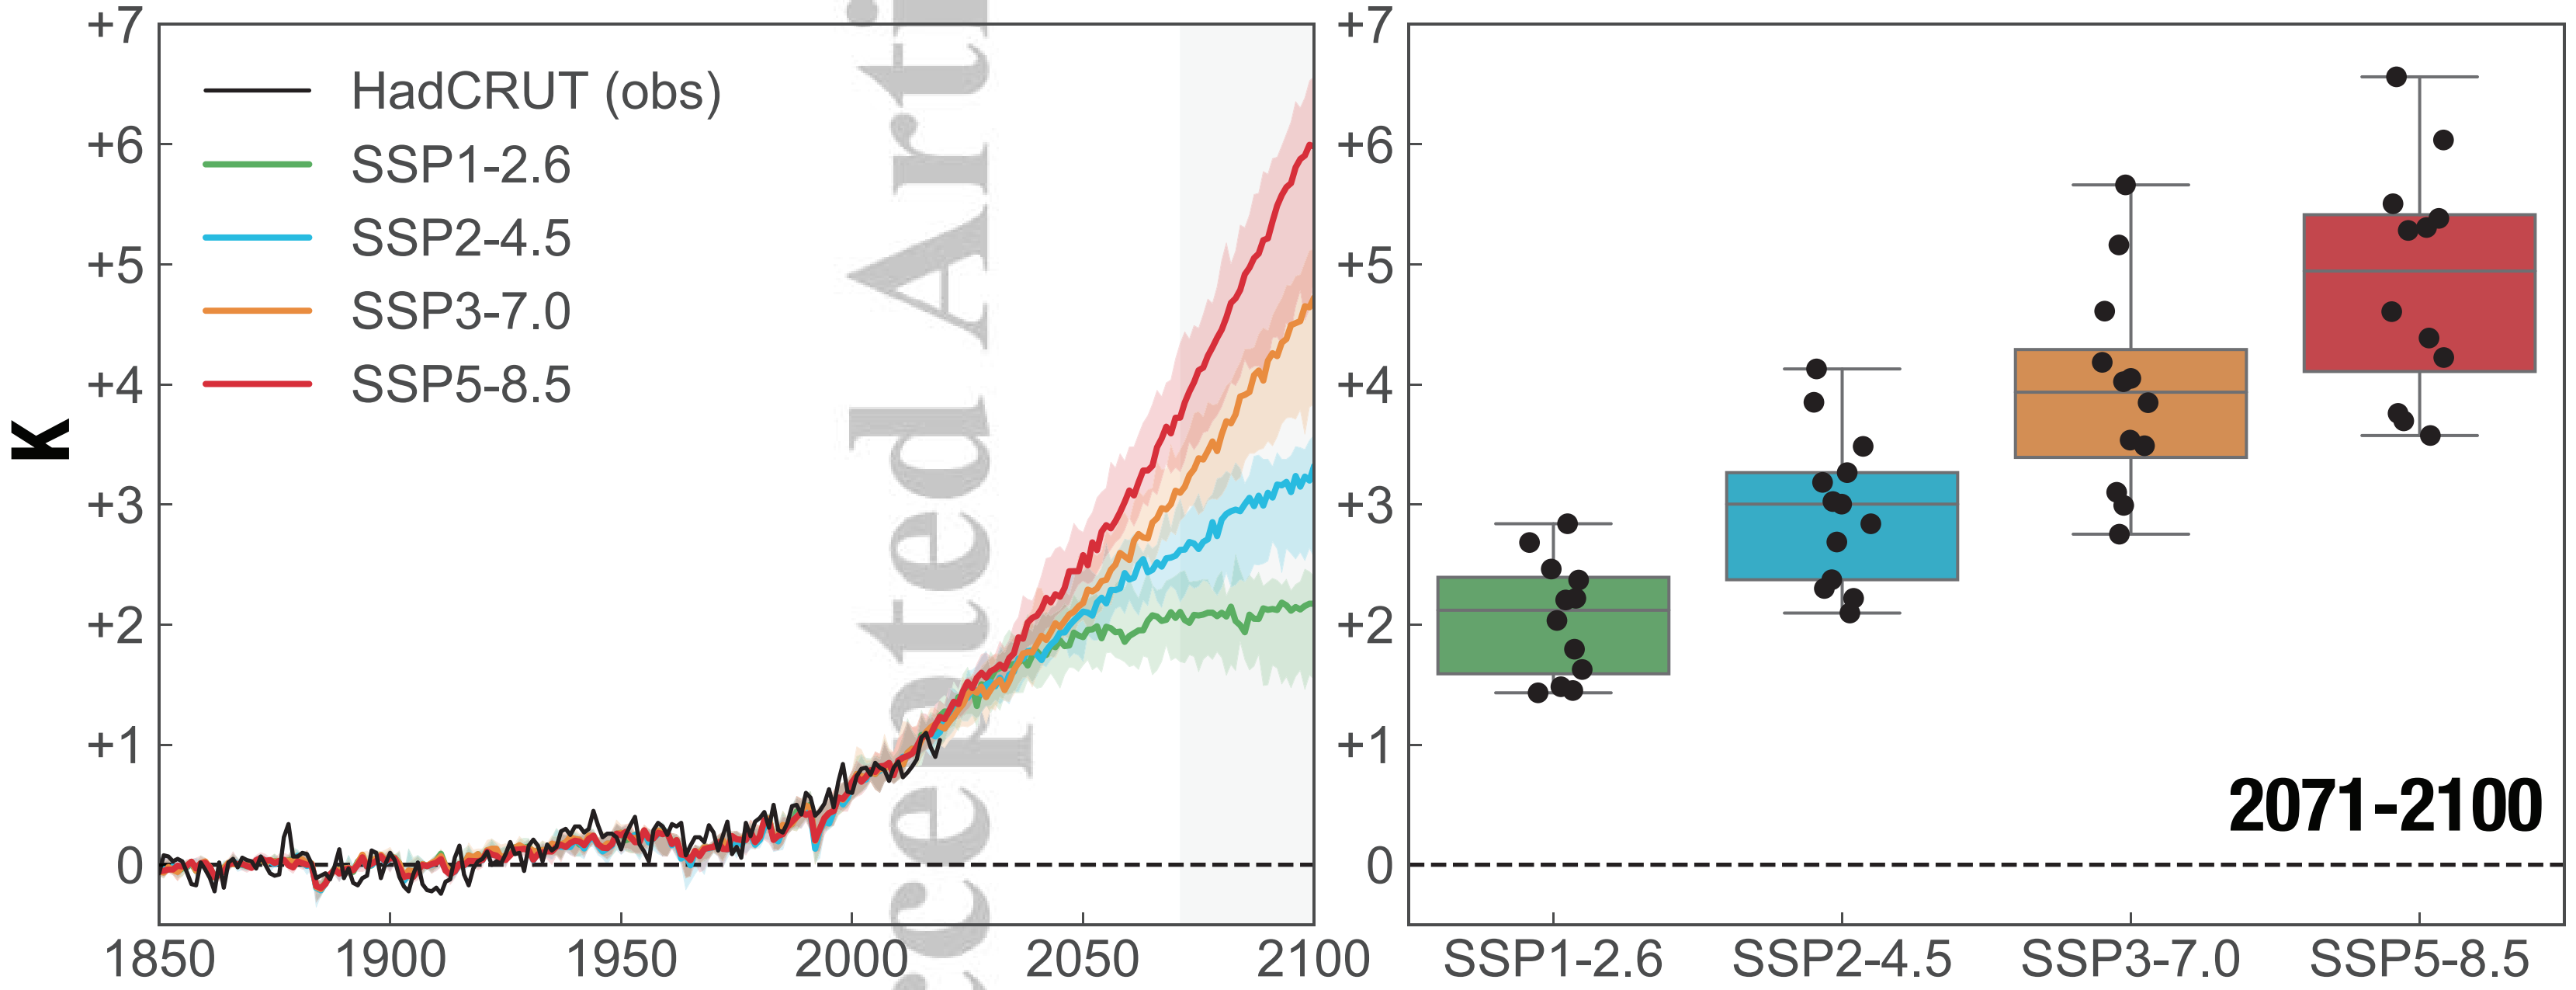 K
+7
+6
+5
+4
+3
+2
+1
0
HadCRUT (obs)
SSP1-2.6
SSP2-4.5
SSP3-7.0
SSP5-8.5
1850 1900 1950 2000 2050 2100
cepted Arti
+7
+6
+5
+4
+3
+2
+1
0
2071-2100
SSP1-2.6 SSP2-4.5 SSP3-7.0 SSP5-8.5